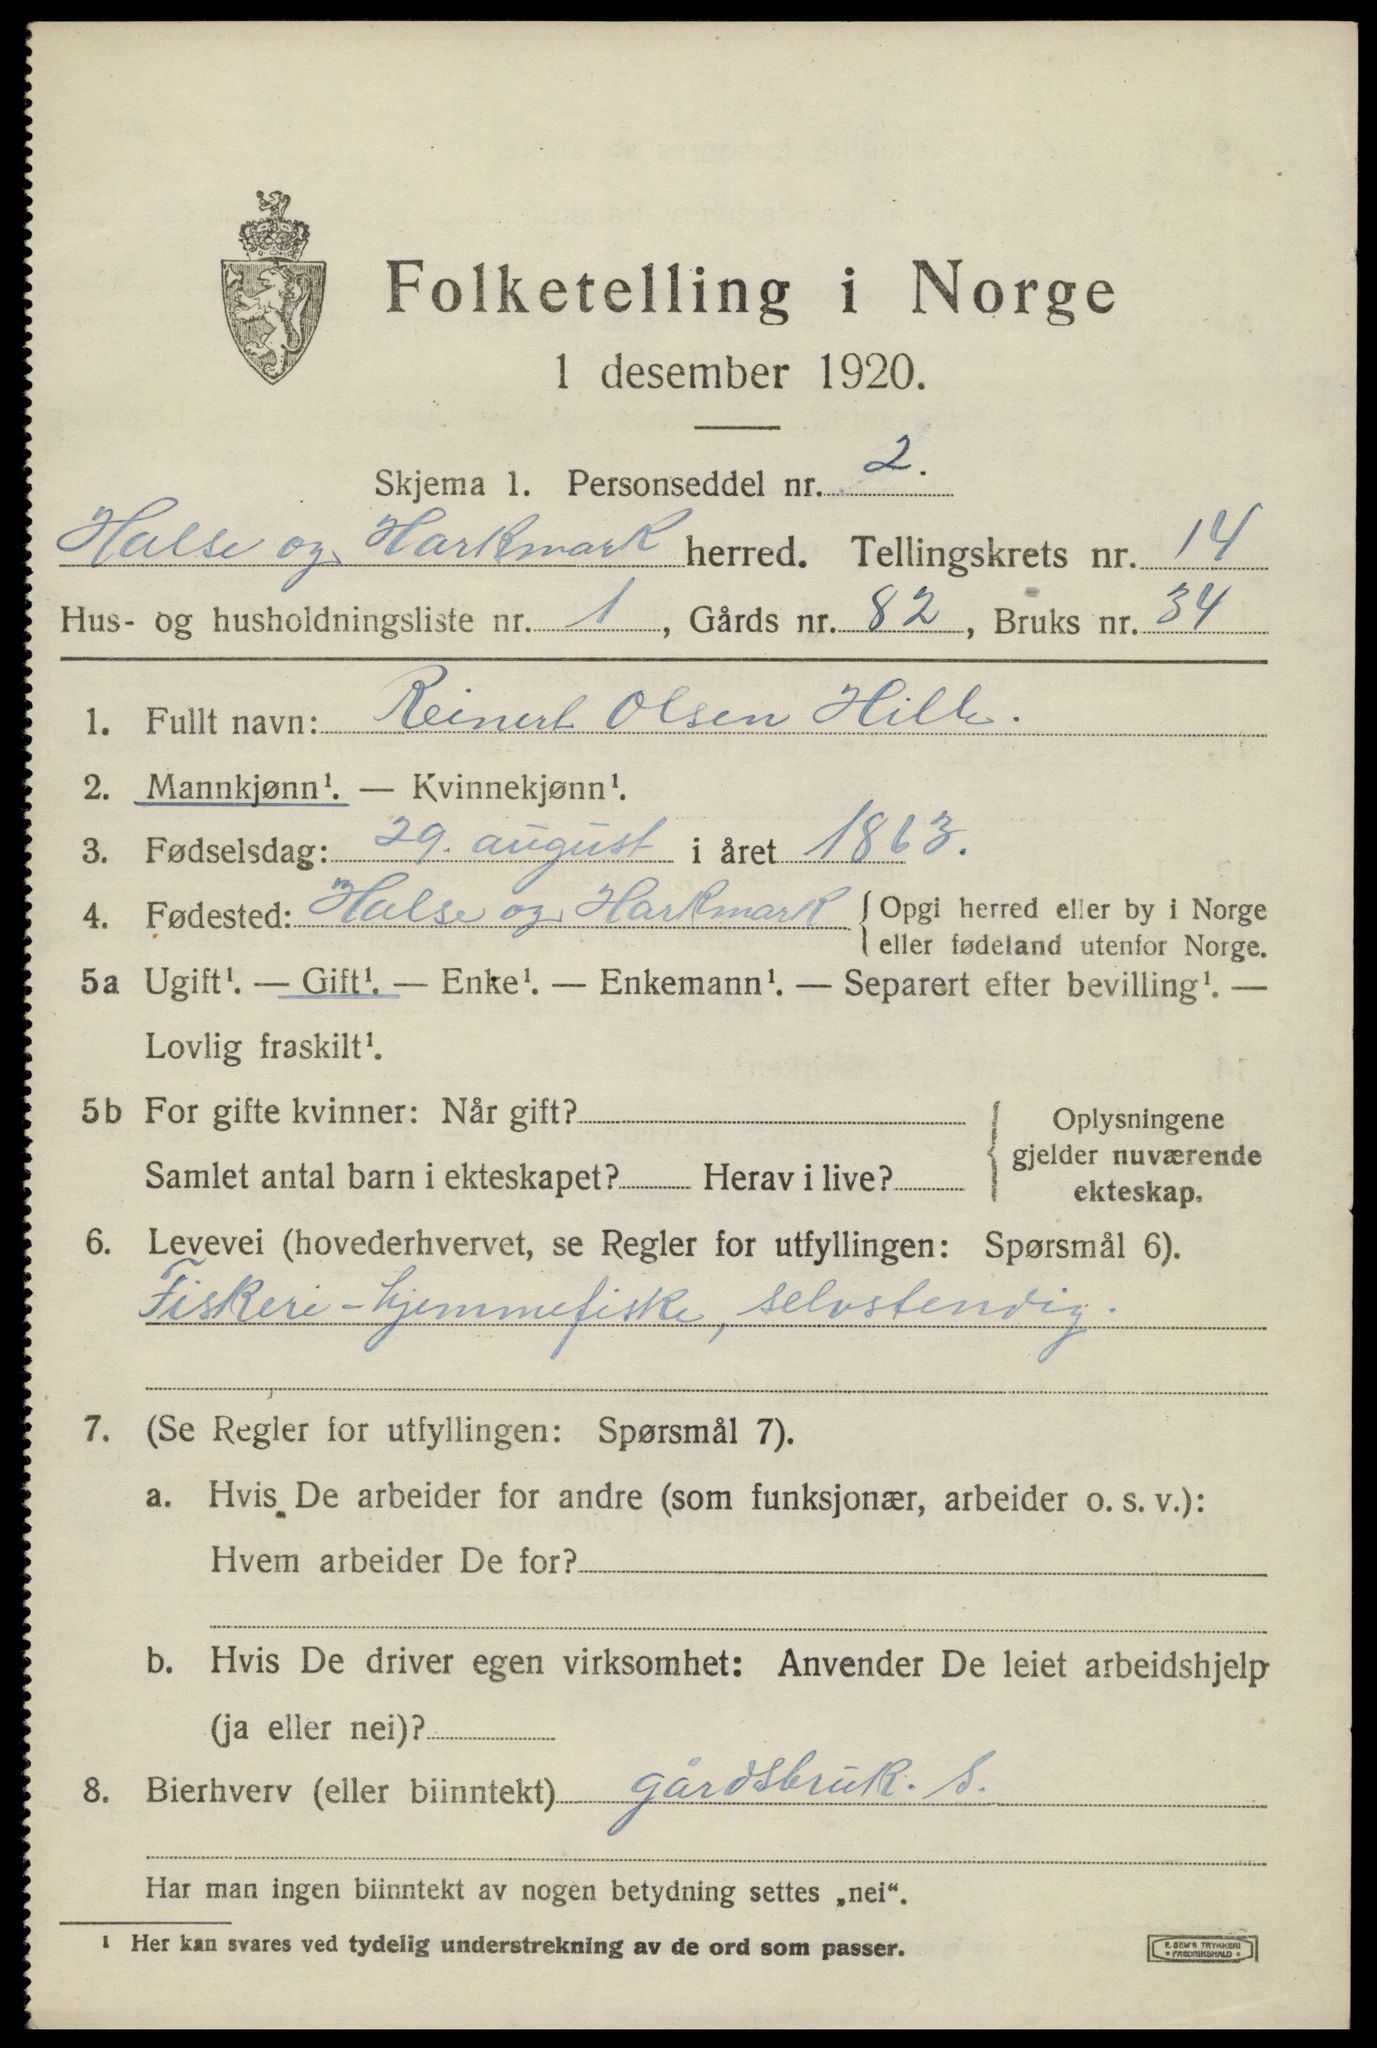 Folketelling i Norge
1 desember 1920.
Skjema 1. Personseddel nr. 2.
Halse og Harkmark herred. Tellingskrets nr. 14
Hus- og husholdningsliste nr. 1, Gårds nr. 82, Bruks nr. 34
1. Fullt navn: Reinert Olsen Hille.
2. Mannkjønn¹. — Kvinnekjønn¹.
3. Fødselsdag: 29. august i året 1863.
4. Fødested: Halse og Harkmark { Opgi herred eller by i Norge
eller fødeland utenfor Norge.
5a Ugift¹. — Gift¹. — Enke¹. — Enkemann¹. — Separert efter bevilling¹. —
Lovlig fraskilt¹.
5b For gifte kvinner: Når gift?
Samlet antal barn i ekteskapet? Herav i live?
Oplysningene
gjelder nuværende
ekteskap.
6. Levevei (hovederhvervet, se Regler for utfyllingen: Spørsmål 6).
Fiskeri - hjemmefiske, selvstendig.
7. (Se Regler for utfyllingen: Spørsmål 7).
a. Hvis De arbeider for andre (som funksjonær, arbeider o. s. v.):
Hvem arbeider De for?
b. Hvis De driver egen virksomhet: Anvender De leiet arbeidshjelp
(ja eller nei)?
8. Bierhverv (eller biinntekt) gårdsbruk. s.
Har man ingen biinntekt av nogen betydning settes „nei“.
¹ Her kan svares ved tydelig understrekning av de ord som passer.
E. SEM'S TRYKKERI
FREDRIKSHALD